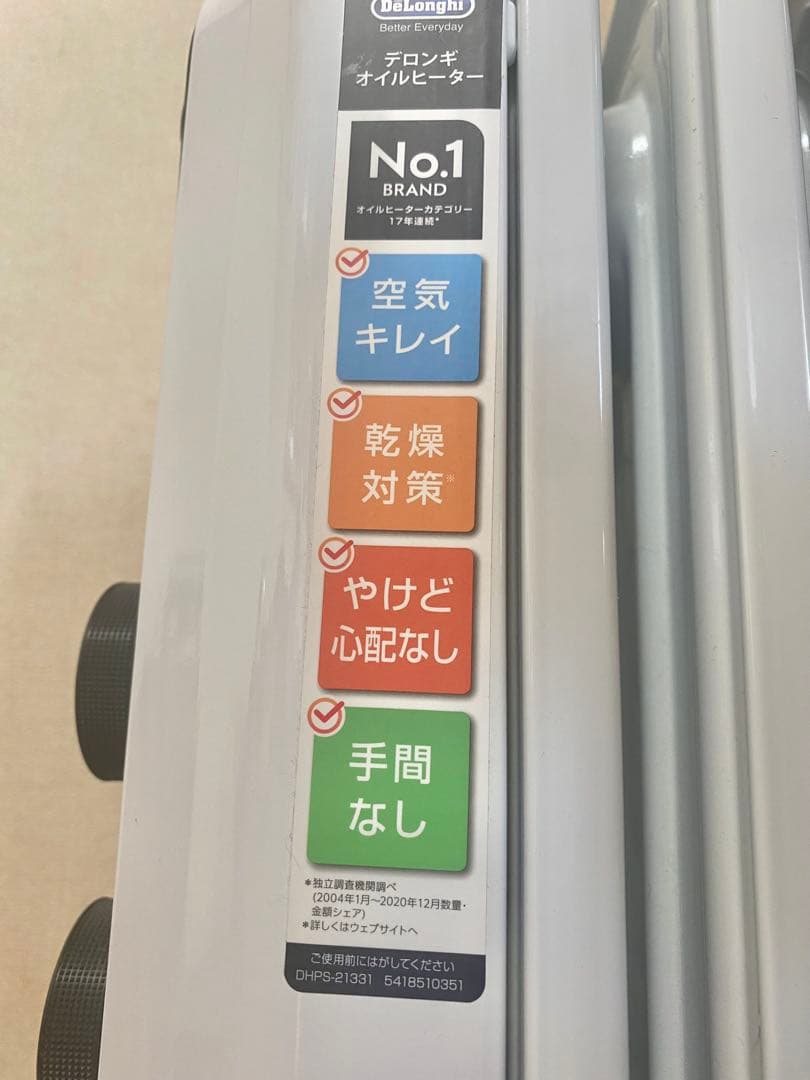 DeLonghi
Better Everyday
デロンギ
オイルヒーター
No.1
BRAND
オイルヒーターカテゴリー
17年連続*
空気
キレイ
乾燥
対策※
やけど
心配なし
手間
なし
*独立調査機関調べ
(2004年1月〜2020年12月数量・
金額シェア)
*詳しくはウェブサイトへ
ご使用前にはがしてください
DHPS-21331 5418510351